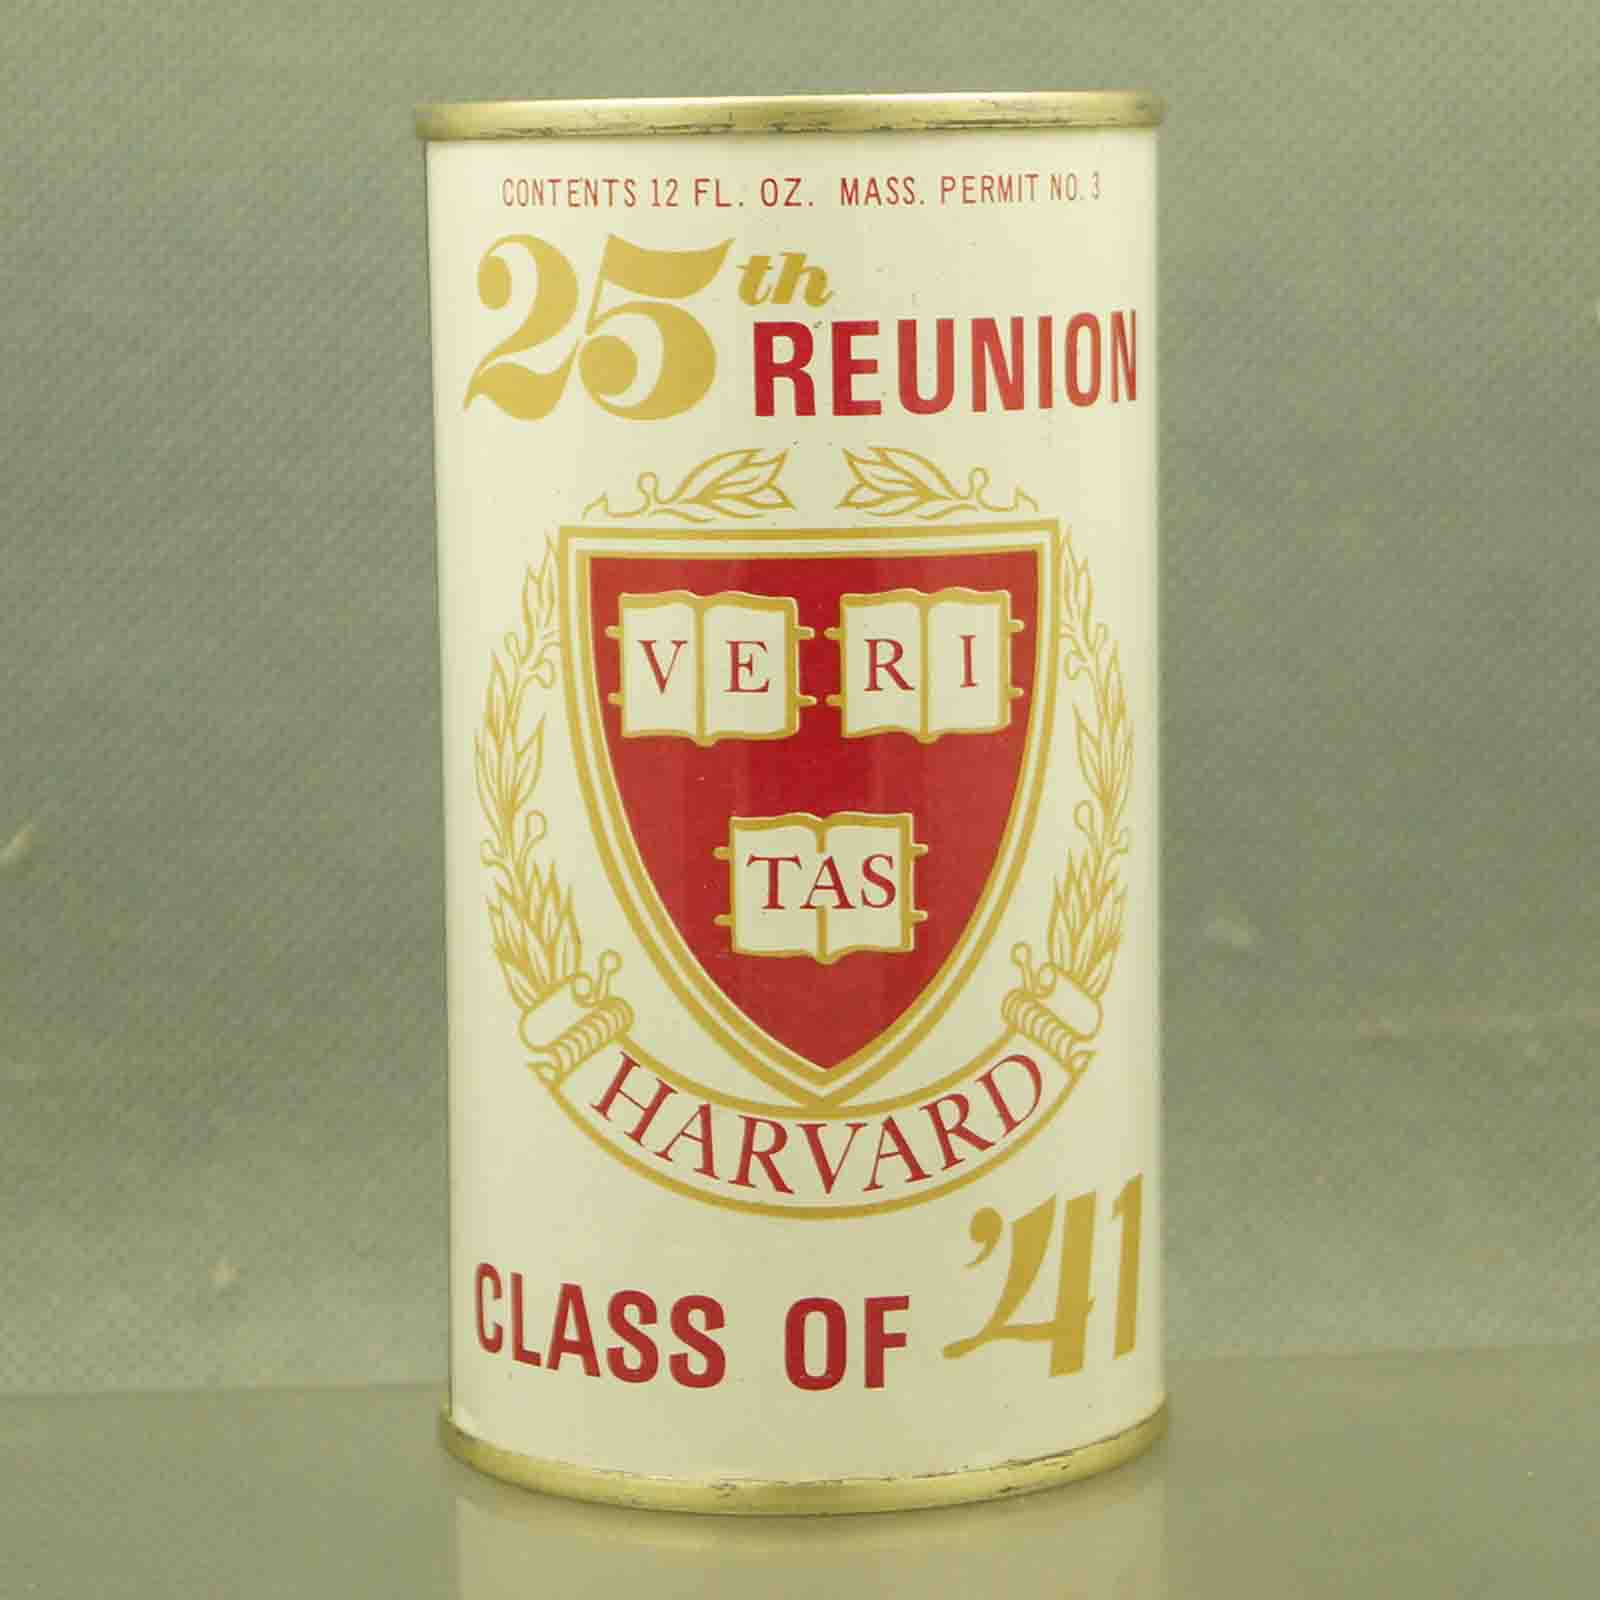 CONTENTS 12 FL. OZ. MASS. PERMIT NO. 3
25th
REUNION
VE RI
TAS
HARVARD
CLASS OF '41